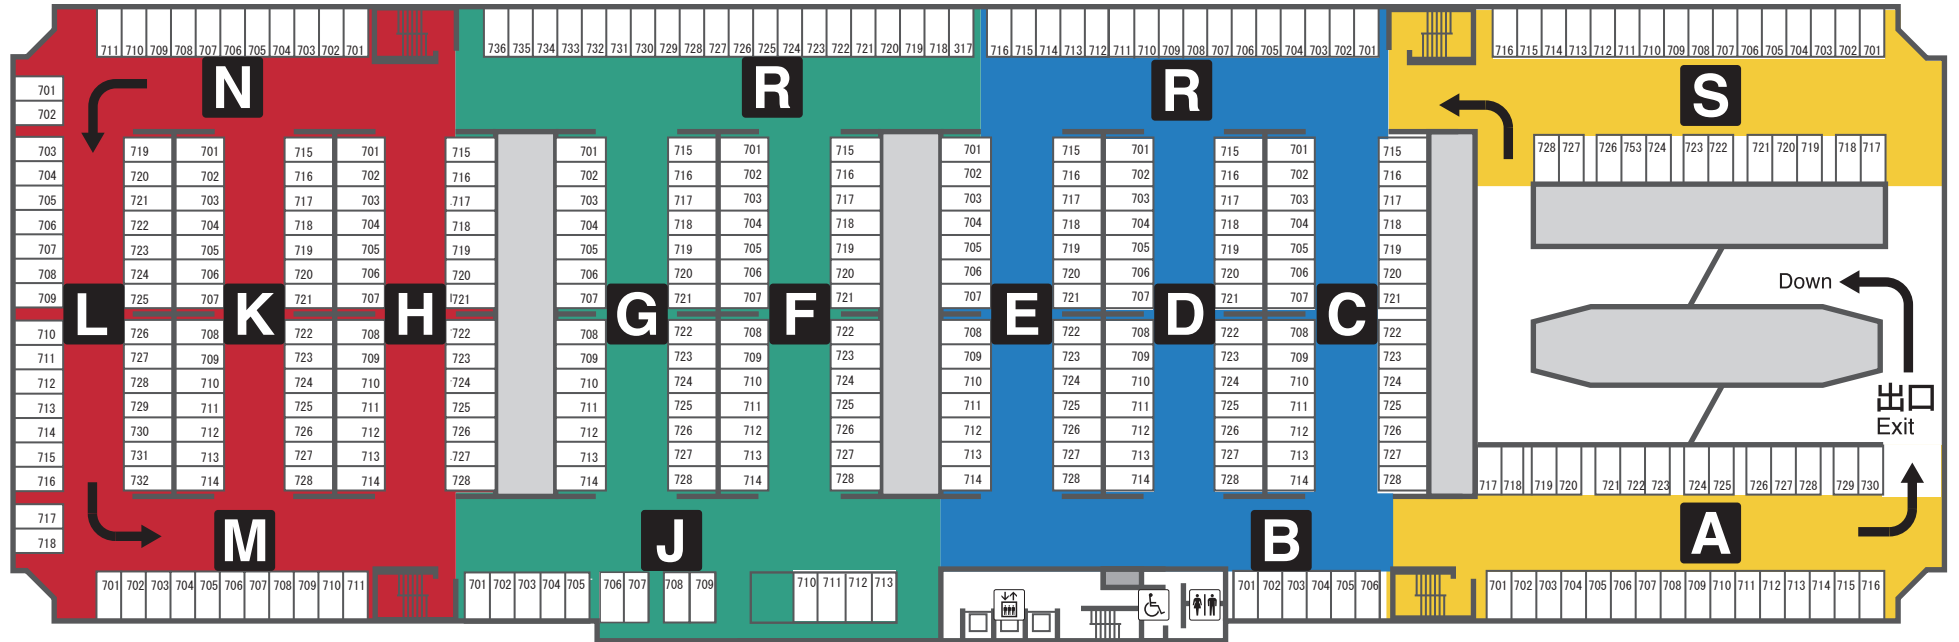 711 710 709 708 707 706 705 704 703 702 701
736 735 734 733 732 731 730 729 728 727 726 725 724 723 722 721 720 719 718 317
716 715 714 713 712 711 710 709 708 707 706 705 704 703 702 701
716 715 714 713 712 711 710 709 708 707 706 705 704 703 702 701
N R R S
701
702
728 727 726 753 724 723 722 721 720 719 718 717
703 719 701 715 701 715 701 715 701 715 701 715 701 715 701 715
704 720 702 716 702 716 702 716 702 716 702 716 702 716 702 716
705 721 703 717 703 717 703 717 703 717 703 717 703 717 703 717
706 722 704 718 704 718 704 718 704 718 704 718 704 718 704 718
707 723 705 719 705 719 705 719 705 719 705 719 705 719 705 719
708 724 706 720 706 720 706 720 706 720 706 720 706 720 706 720
709 725 707 721 707 721 707 721 707 721 707 721 707 721 707 721
Down
L K H G F E D C
710 726 708 722 708 722 708 722 708 722 708 722 708 722 708 722
711 727 709 723 709 723 709 723 709 723 709 723 709 723 709 723
712 728 710 724 710 724 710 724 710 724 710 724 710 724 710 724
713 729 711 725 711 725 711 725 711 725 711 725 711 725 711 725
714 730 712 726 712 726 712 726 712 726 712 726 712 726 712 726
715 731 713 727 713 727 713 727 713 727 713 727 713 727 713 727
716 732 714 728 714 728 714 728 714 728 714 728 714 728 714 728
出口
Exit
717 718 719 720 721 722 723 724 725 726 727 728 729 730
717
718
M J B A
701 702 703 704 705 706 707 708 709 710 711
701 702 703 704 705 706 707 708 709 710 711 712 713
701 702 703 704 705 706
701 702 703 704 705 706 707 708 709 710 711 712 713 714 715 716